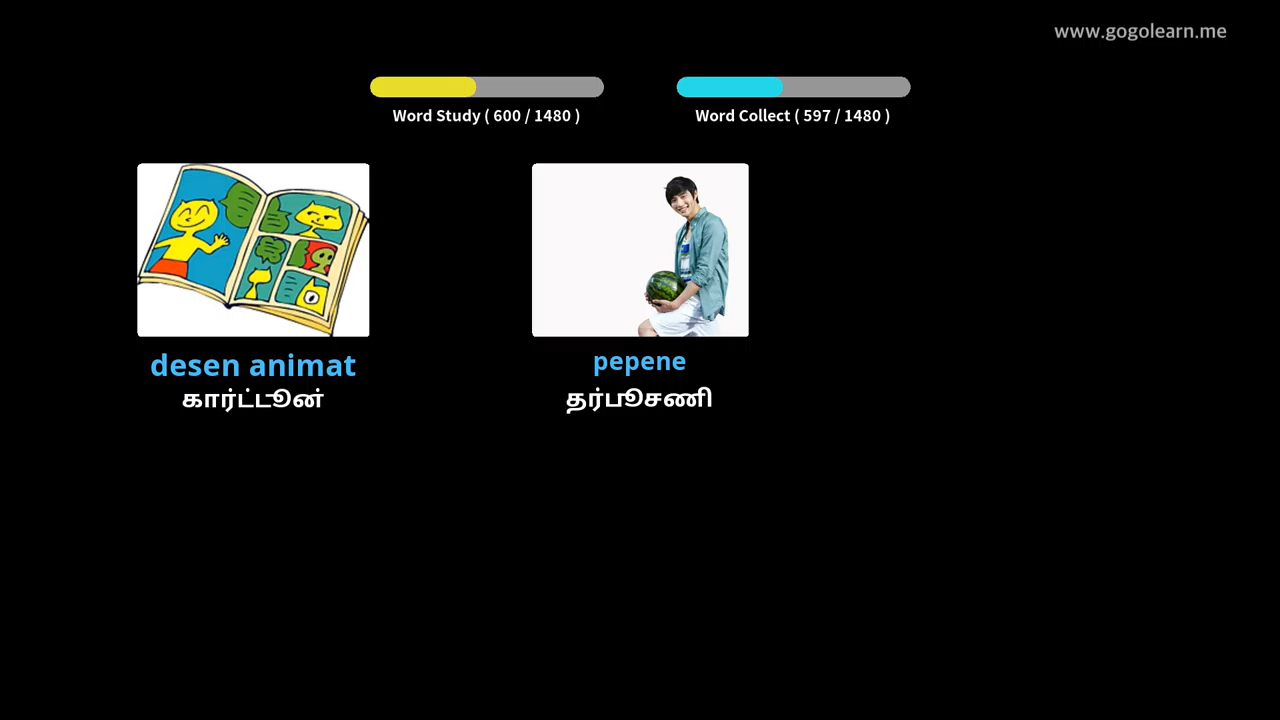 www.gogolearn.me
Word Study ( 600 / 1480 )
Word Collect ( 597 / 1480 )
desen animat
கார்ட்டூன்
pepene
தர்பூசணி